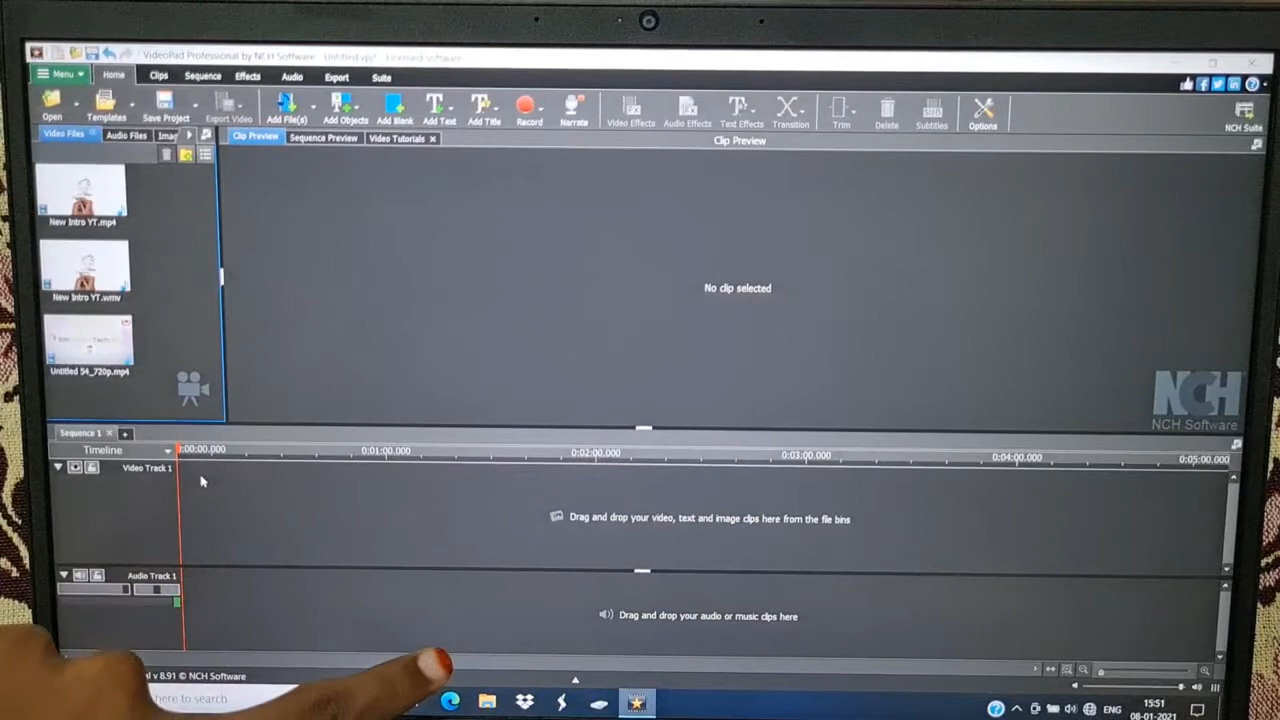 VideoPad Professional by NCH Software - Untitled.vpj* - Licensed software
Menu Home Clips Sequence Effects Audio Export Suite
Open Templates Save Project Export Video Add File(s) Add Objects Add Blank Add Text Add Title Record Narrate Video Effects Audio Effects Text Effects Transition Trim Delete Subtitles Options NCH Suite
Video Files Audio Files Imag Clip Preview Sequence Preview Video Tutorials
Clip Preview
New Intro YT.mp4
New Intro YT.wmv
Untitled 54_720p.mp4
No clip selected
NCH
NCH Software
Sequence 1
Timeline :00:00.000 0:01:00.000 0:02:00.000 0:03:00.000 0:04:00.000 0:05:00.000
Video Track 1
Drag and drop your video, text and image clips here from the file bins
Audio Track 1
Drag and drop your audio or music clips here
al v 8.91 © NCH Software
here to search
ENG
15:51
08-01-2021